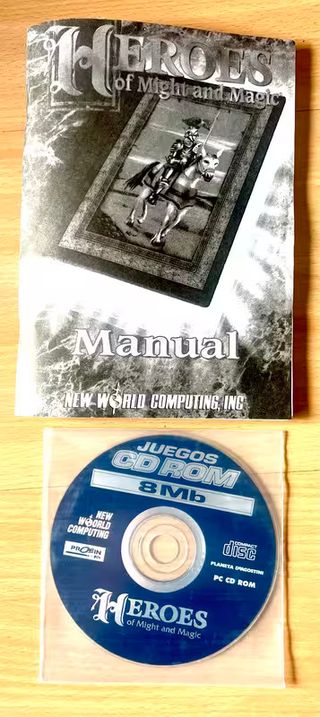 HEROES
of Might and Magic
Manual
NEW WORLD COMPUTING, INC
JUEGOS
CD ROM
8Mb
NEW
WORLD
COMPUTING
PROEIN
COMPACT
disc
PLANETA DeAGOSTINI
PC CD ROM
HEROES
of Might and Magic